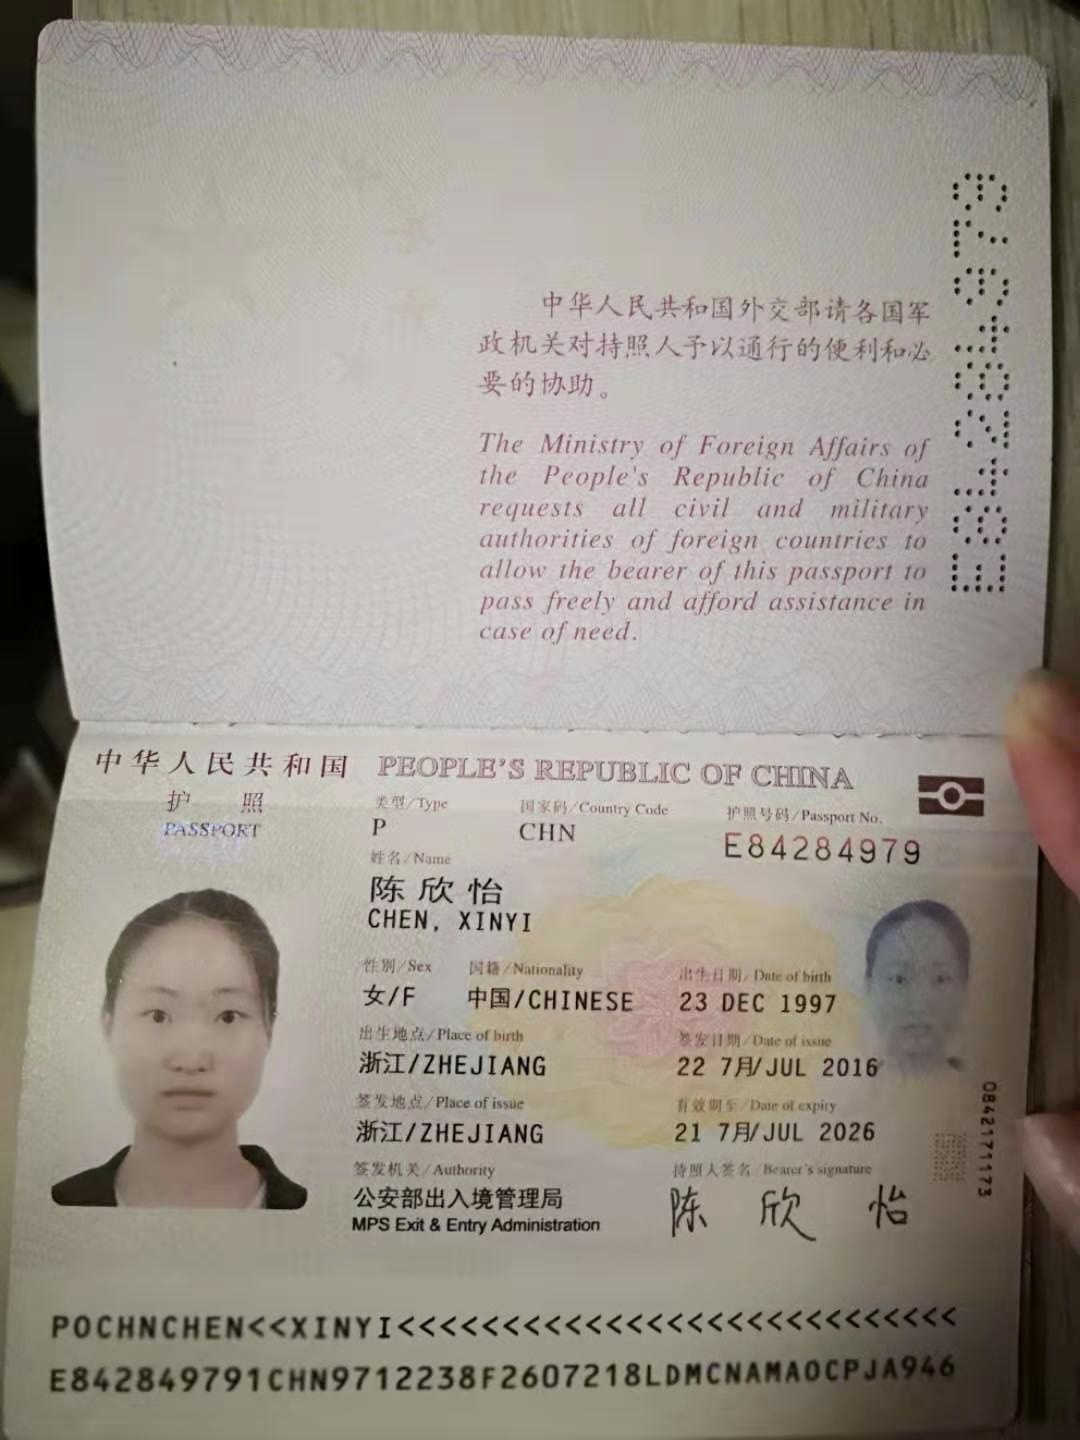 E84284979
中华人民共和国外交部请各国军
政机关对持照人予以通行的便利和必
要的协助。
The Ministry of Foreign Affairs of
the People's Republic of China
requests all civil and military
authorities of foreign countries to
allow the bearer of this passport to
pass freely and afford assistance in
case of need.
中华人民共和国 PEOPLE'S REPUBLIC OF CHINA
护 照
PASSPORT
类型/Type 国家码/Country Code 护照号码/Passport No.
P CHN E84284979
姓名/Name
陈欣怡
CHEN, XINYI
性别/Sex 国籍/Nationality 出生日期/Date of birth
女/F 中国/CHINESE 23 DEC 1997
出生地点/Place of birth 签发日期/Date of issue
浙江/ZHEJIANG 22 7月/JUL 2016
签发地点/Place of issue 有效期至/Date of expiry
浙江/ZHEJIANG 21 7月/JUL 2026
签发机关/Authority 持照人签名/Bearer's signature
公安部出入境管理局 陈 欣 怡
MPS Exit & Entry Administration
0842171173
POCHNCHEN<<XINYI<<<<<<<<<<<<<<<<<<<<<<<<<<<<
E842849791CHN9712238F2607218LDMCNAMAOCPJA946